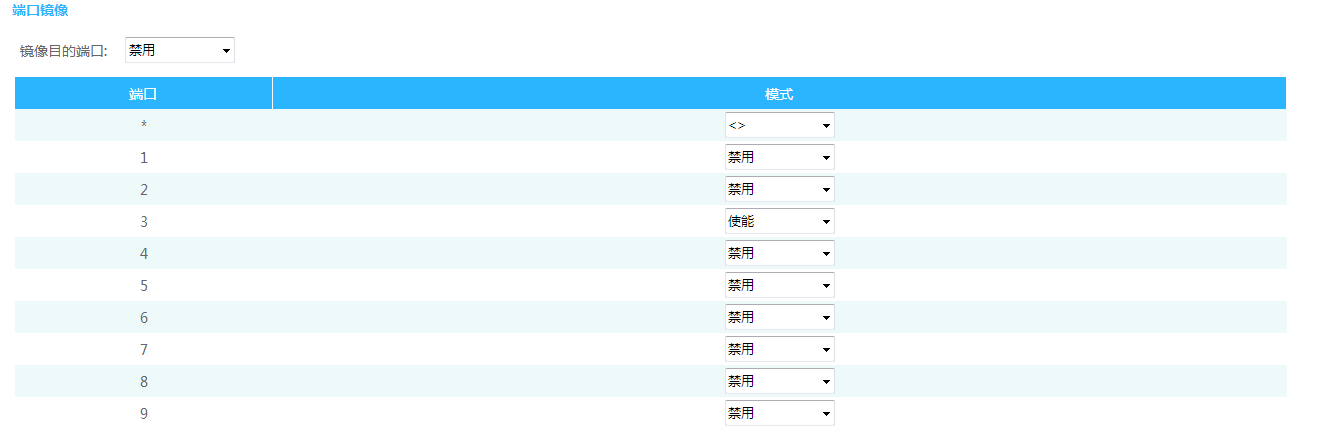 端口镜像
镜像目的端口: 禁用
端口 模式
* <>
1 禁用
2 禁用
3 使能
4 禁用
5 禁用
6 禁用
7 禁用
8 禁用
9 禁用